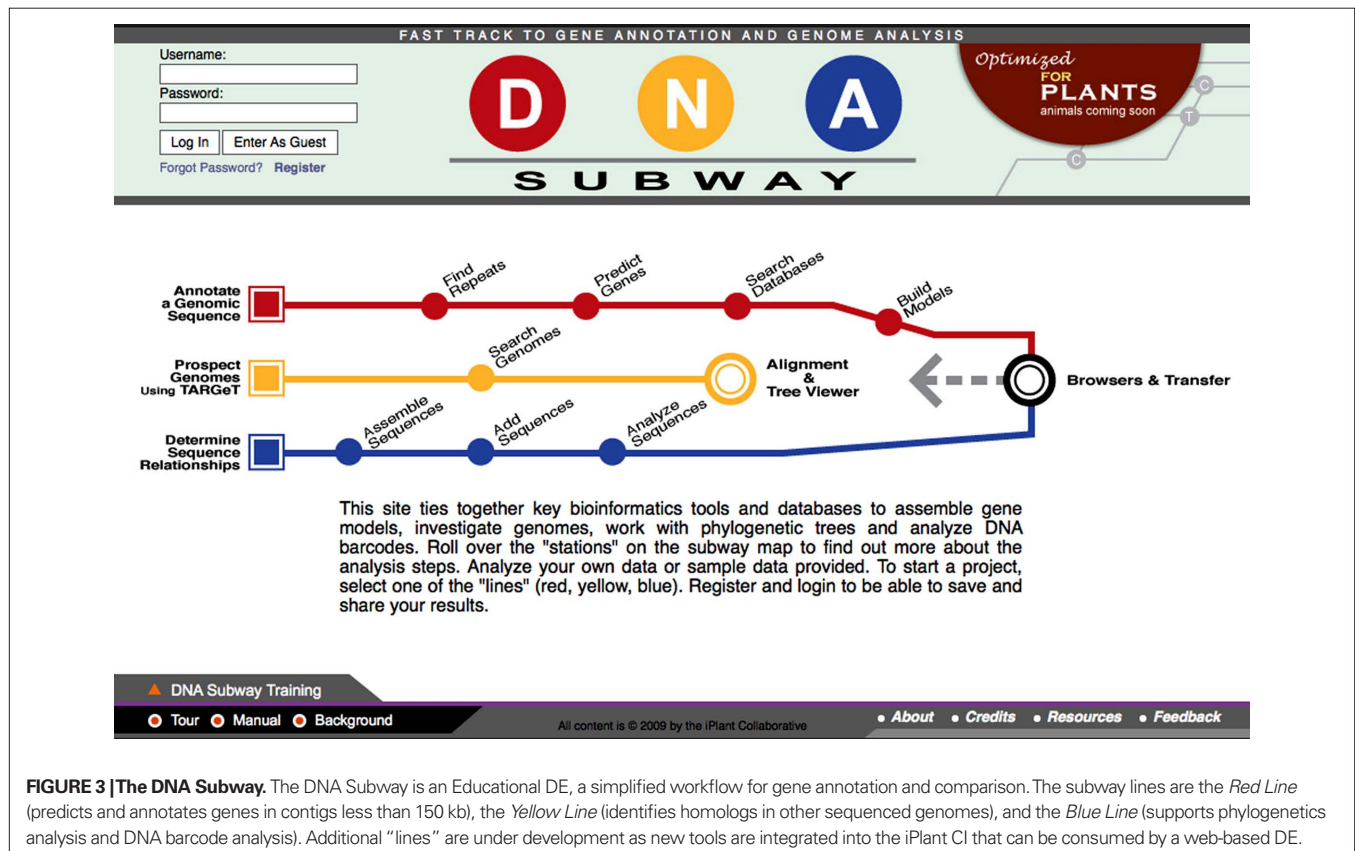 FAST TRACK TO GENE ANNOTATION AND GENOME ANALYSIS
Username:
Password:
Log In
Enter As Guest
Forgot Password? Register
D N A
SUBWAY
Optimized
FOR
PLANTS
animals coming soon
C
T
C
Annotate
a Genomic
Sequence
Find
Repeats
Predict
Genes
Search
Databases
Build
Models
Prospect
Genomes
Using TARGeT
Search
Genomes
Alignment
&
Tree Viewer
Browsers & Transfer
Determine
Sequence
Relationships
Assemble
Sequences
Add
Sequences
Analyze
Sequences
This site ties together key bioinformatics tools and databases to assemble gene
models, investigate genomes, work with phylogenetic trees and analyze DNA
barcodes. Roll over the "stations" on the subway map to find out more about the
analysis steps. Analyze your own data or sample data provided. To start a project,
select one of the "lines" (red, yellow, blue). Register and login to be able to save and
share your results.
DNA Subway Training
Tour Manual Background
All content is © 2009 by the iPlant Collaborative
• About • Credits • Resources • Feedback
FIGURE 3 | The DNA Subway. The DNA Subway is an Educational DE, a simplified workflow for gene annotation and comparison. The subway lines are the Red Line
(predicts and annotates genes in contigs less than 150 kb), the Yellow Line (identifies homologs in other sequenced genomes), and the Blue Line (supports phylogenetics
analysis and DNA barcode analysis). Additional “lines” are under development as new tools are integrated into the iPlant CI that can be consumed by a web-based DE.